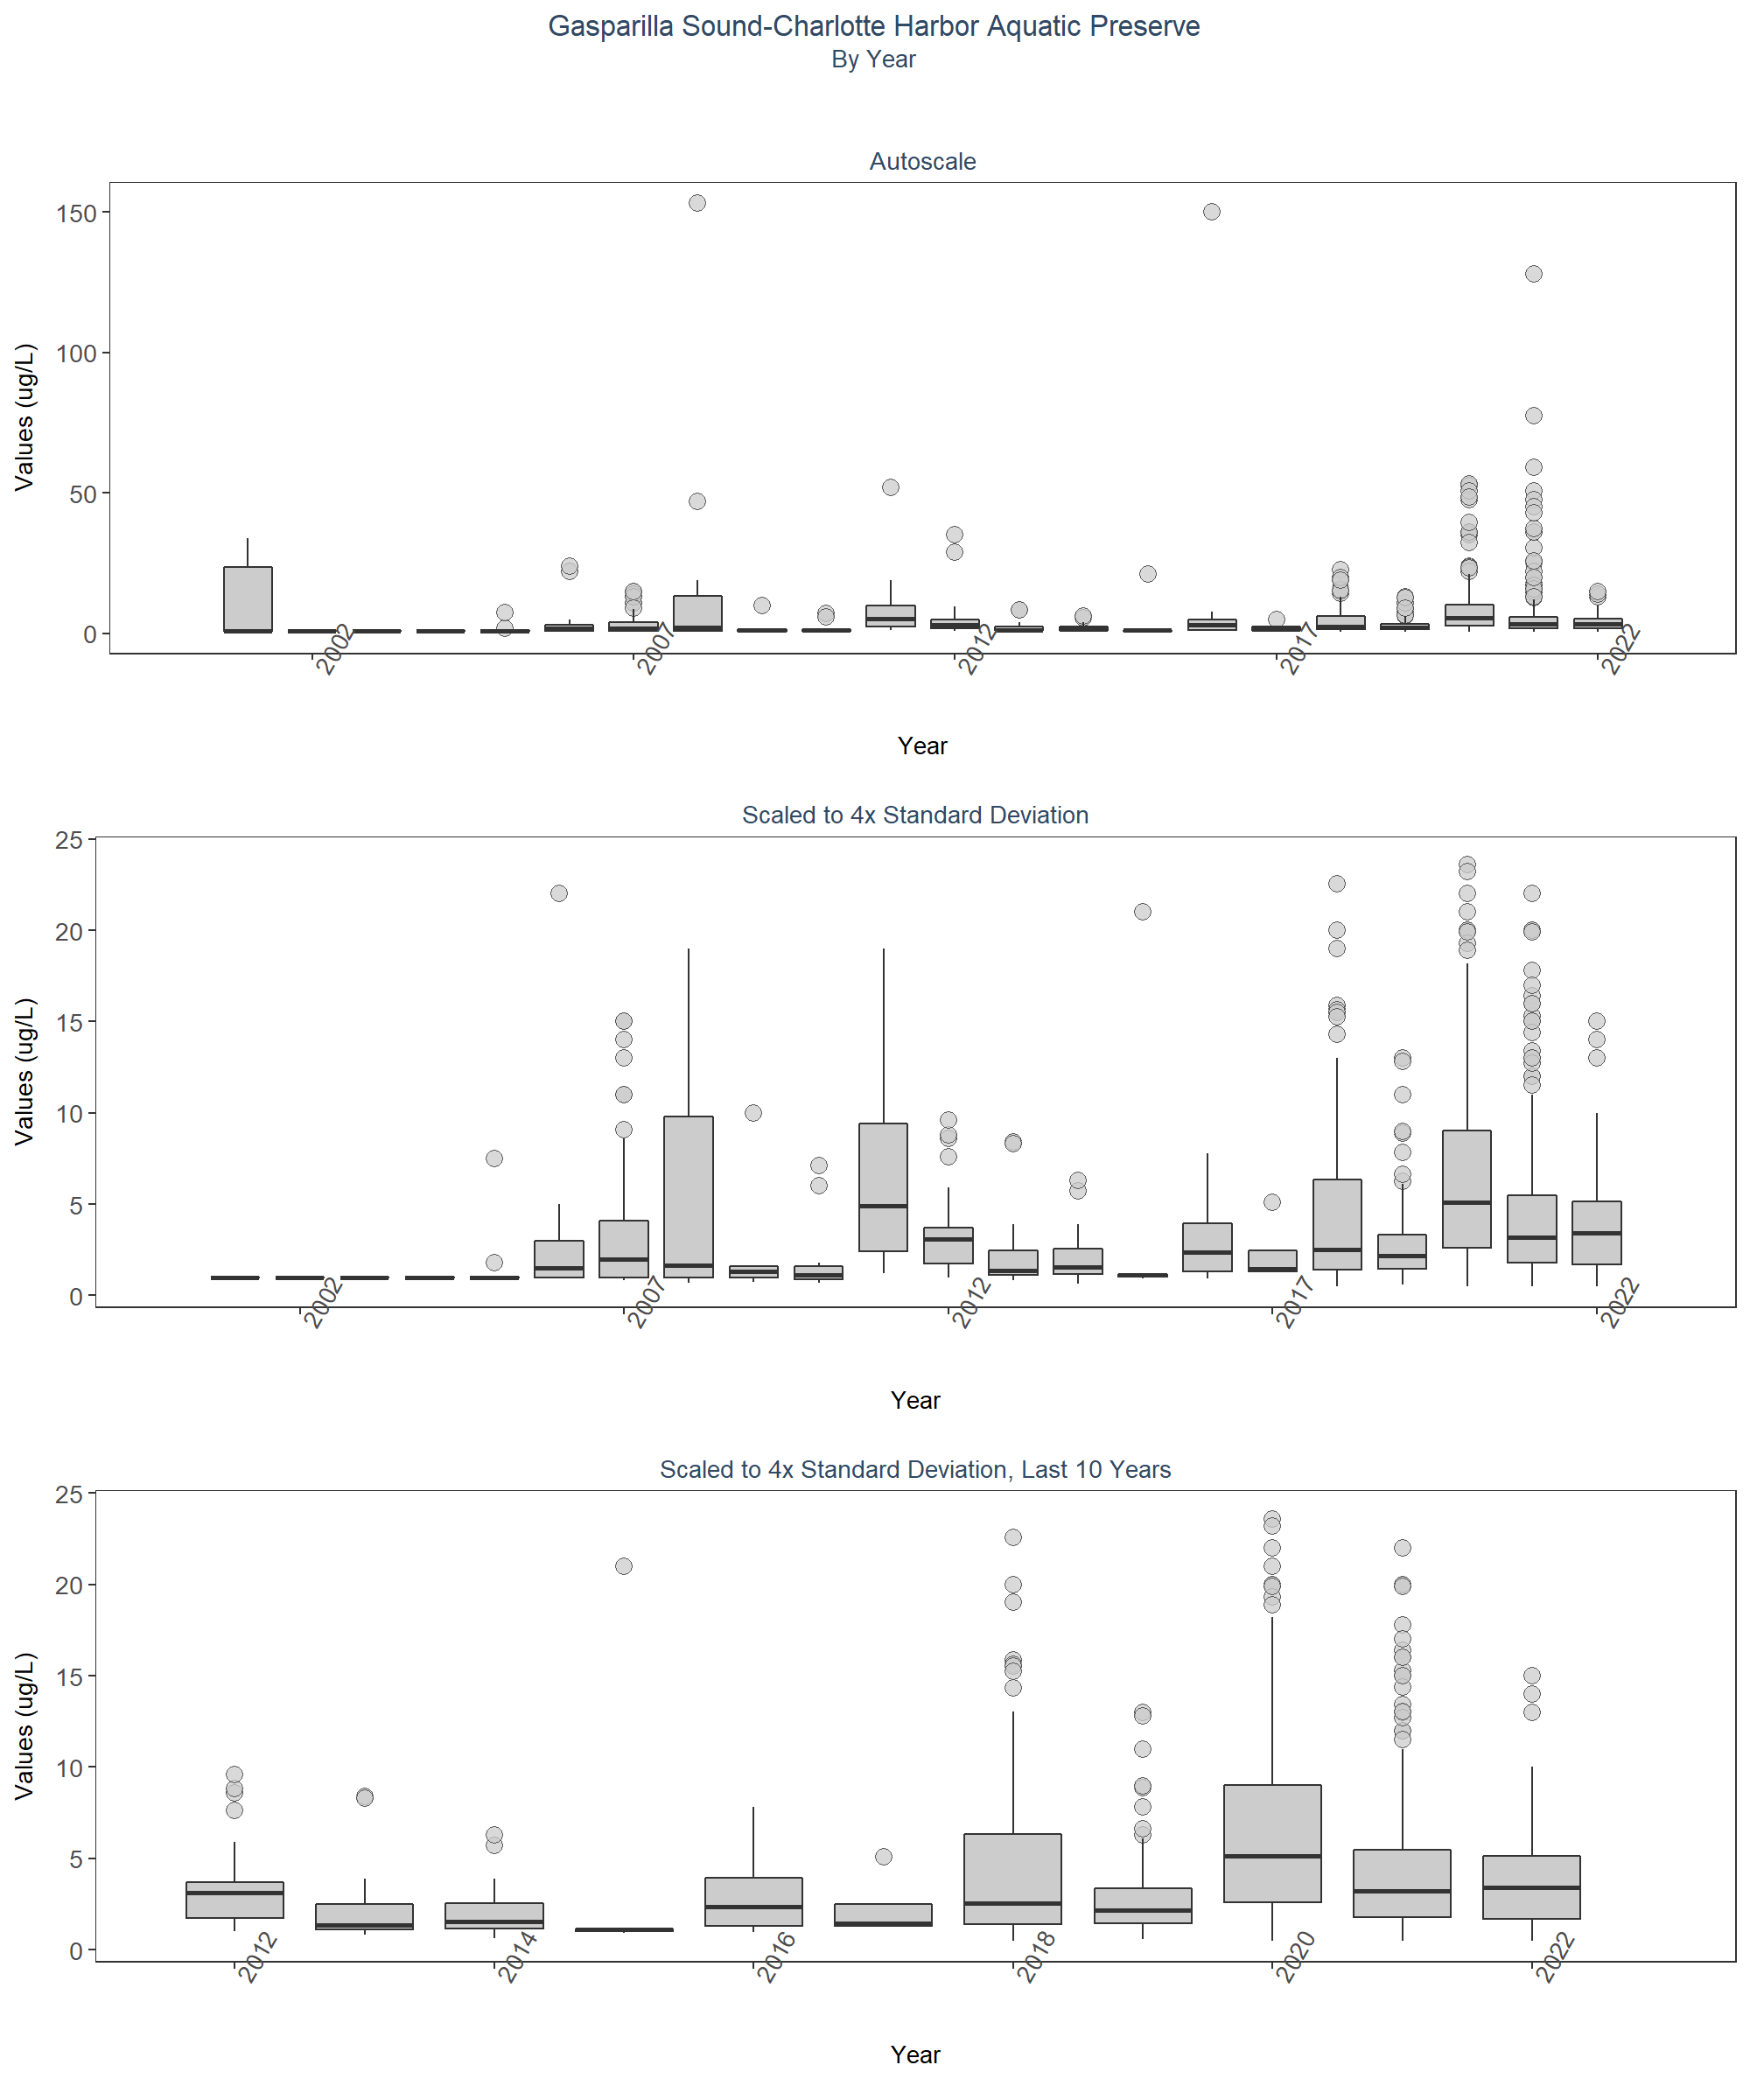 Gasparilla Sound-Charlotte Harbor Aquatic Preserve
By Year
Autoscale
Values (ug/L)
150
100
50
0
2002
2007
2012
2017
2022
Year
Scaled to 4x Standard Deviation
Values (ug/L)
25
20
15
10
5
0
2002
2007
2012
2017
2022
Year
Scaled to 4x Standard Deviation, Last 10 Years
Values (ug/L)
25
20
15
10
5
0
2012
2014
2016
2018
2020
2022
Year